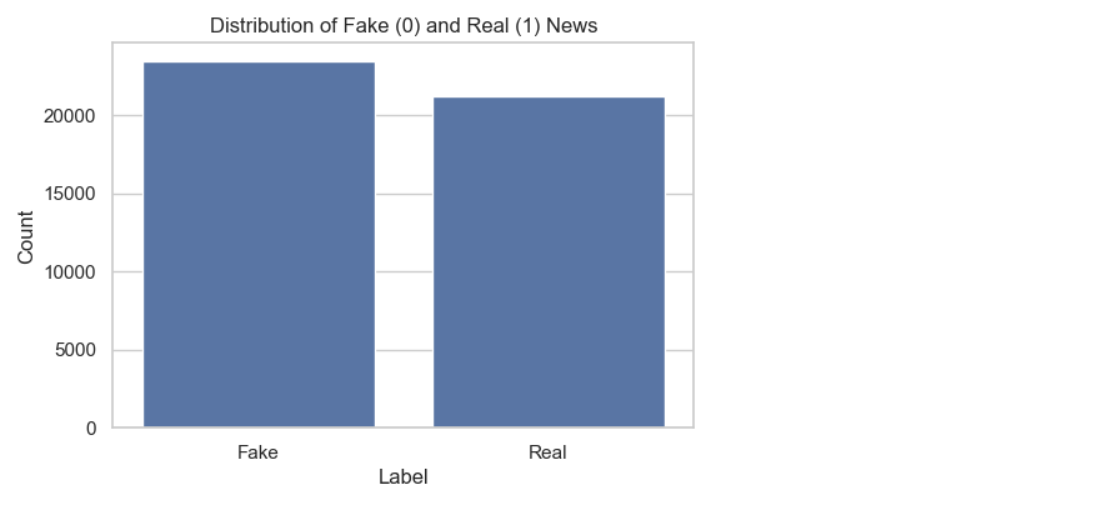 Distribution of Fake (0) and Real (1) News
20000
15000
10000
5000
0
Count
Fake Real
Label